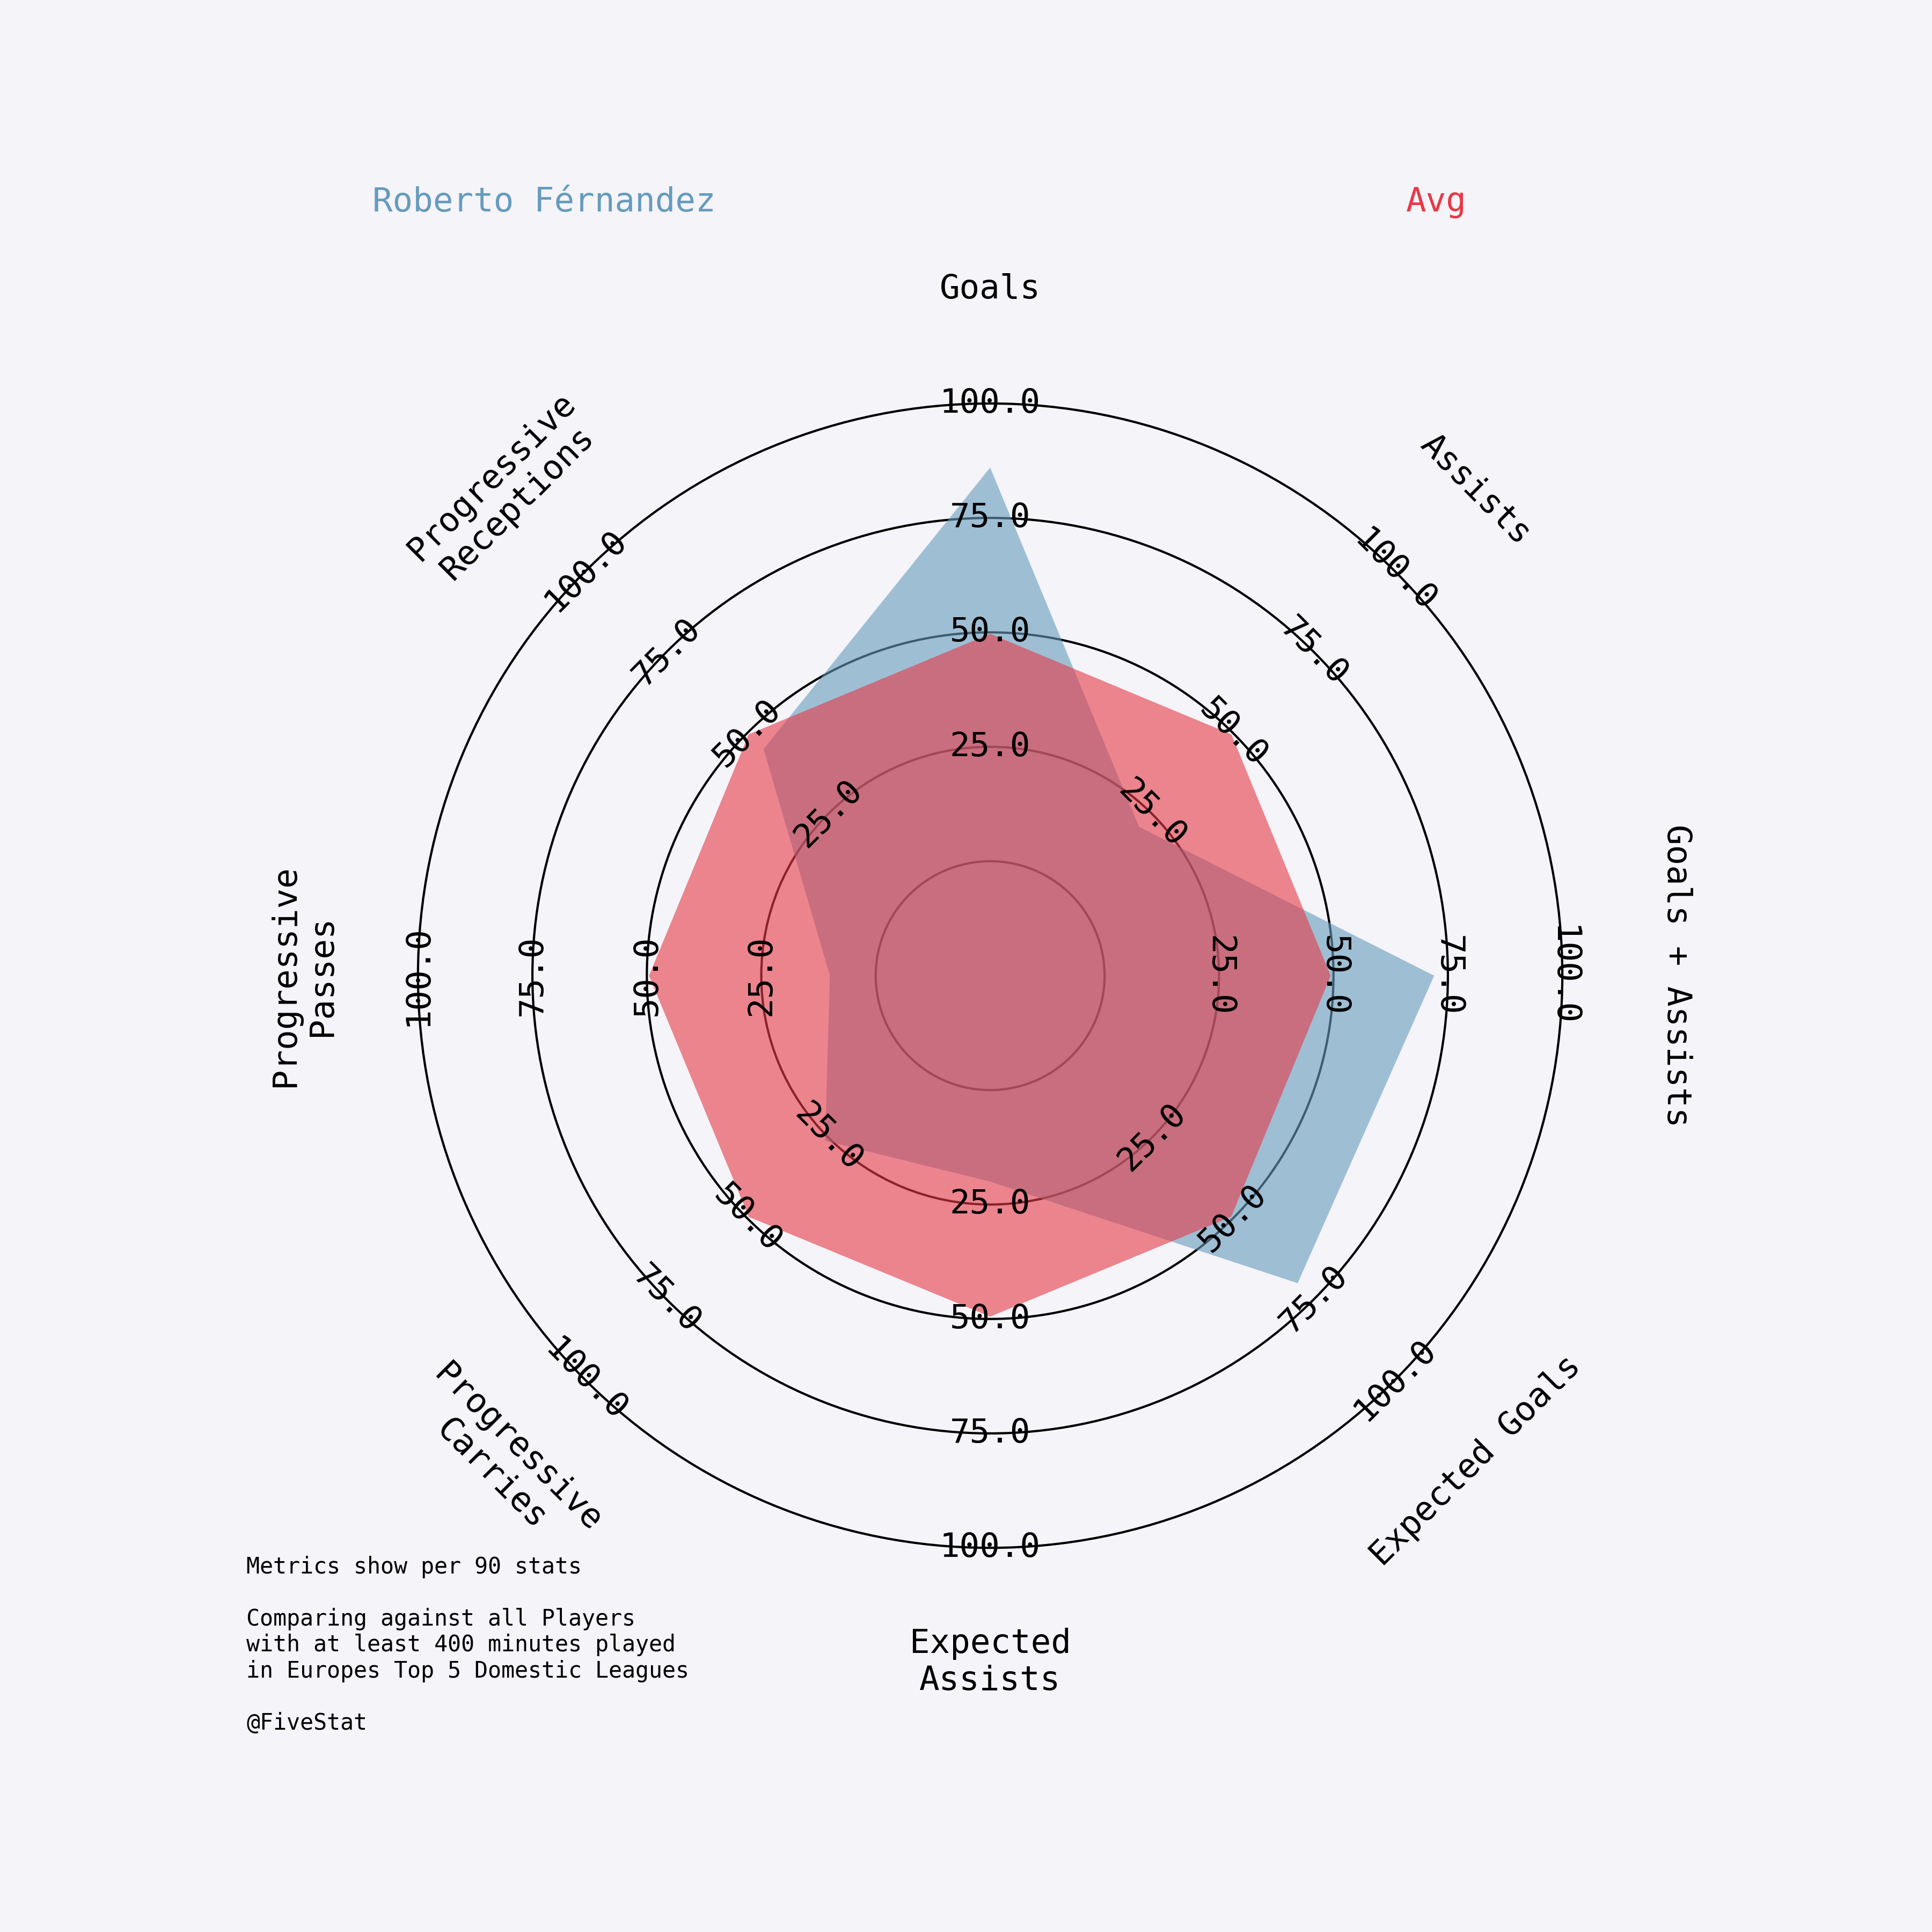 Roberto Férnandez
Avg
Goals
Assists
Goals + Assists
Expected Goals
Expected
Assists
Progressive
Carries
Progressive
Passes
Progressive
Receptions
100.0
75.0
50.0
25.0
100.0
75.0
50.0
25.0
100.0
75.0
50.0
25.0
100.0
75.0
50.0
25.0
100.0
75.0
50.0
25.0
100.0
75.0
50.0
25.0
100.0
75.0
50.0
25.0
100.0
75.0
50.0
25.0
Metrics show per 90 stats
Comparing against all Players
with at least 400 minutes played
in Europes Top 5 Domestic Leagues
@FiveStat